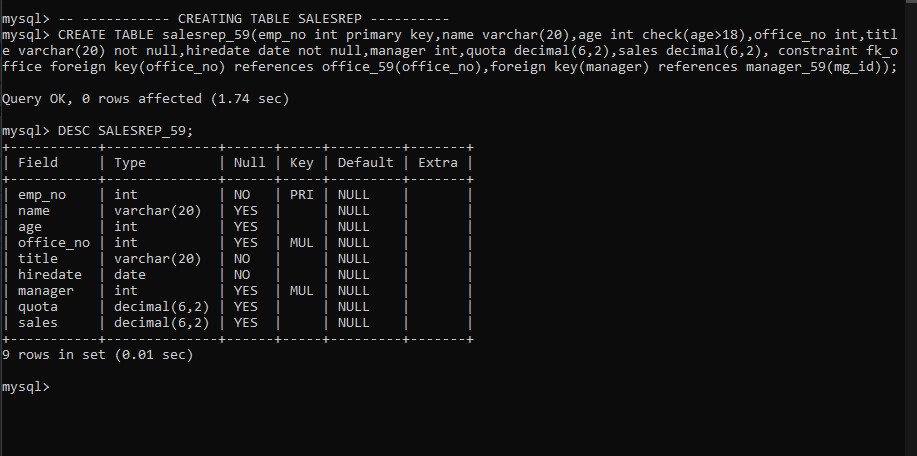 mysql> -- ----------- CREATING TABLE SALESREP ----------
mysql> CREATE TABLE salesrep_59(emp_no int primary key,name varchar(20),age int check(age>18),office_no int,titl
e varchar(20) not null,hiredate date not null,manager int,quota decimal(6,2),sales decimal(6,2), constraint fk_o
ffice foreign key(office_no) references office_59(office_no),foreign key(manager) references manager_59(mg_id));
Query OK, 0 rows affected (1.74 sec)
mysql> DESC SALESREP_59;
+-----------+--------------+------+-----+---------+-------+
| Field     | Type         | Null | Key | Default | Extra |
+-----------+--------------+------+-----+---------+-------+
| emp_no    | int          | NO   | PRI | NULL    |       |
| name      | varchar(20)  | YES  |     | NULL    |       |
| age       | int          | YES  |     | NULL    |       |
| office_no | int          | YES  | MUL | NULL    |       |
| title     | varchar(20)  | NO   |     | NULL    |       |
| hiredate  | date         | NO   |     | NULL    |       |
| manager   | int          | YES  | MUL | NULL    |       |
| quota     | decimal(6,2) | YES  |     | NULL    |       |
| sales     | decimal(6,2) | YES  |     | NULL    |       |
+-----------+--------------+------+-----+---------+-------+
9 rows in set (0.01 sec)
mysql>